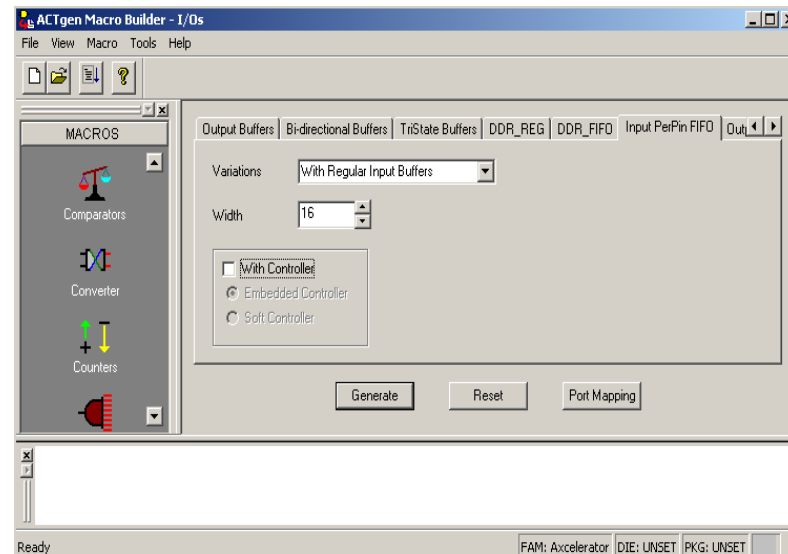 ACTgen Macro Builder - I/Os
File View Macro Tools Help
MACROS
Comparators
Converter
Counters
Output Buffers Bi-directional Buffers TriState Buffers DDR_REG DDR_FIFO Input PerPin FIFO
Variations With Regular Input Buffers
Width 16
With Controller
Embedded Controller
Soft Controller
Generate Reset Port Mapping
Ready FAM: Axcelerator DIE: UNSET PKG: UNSET